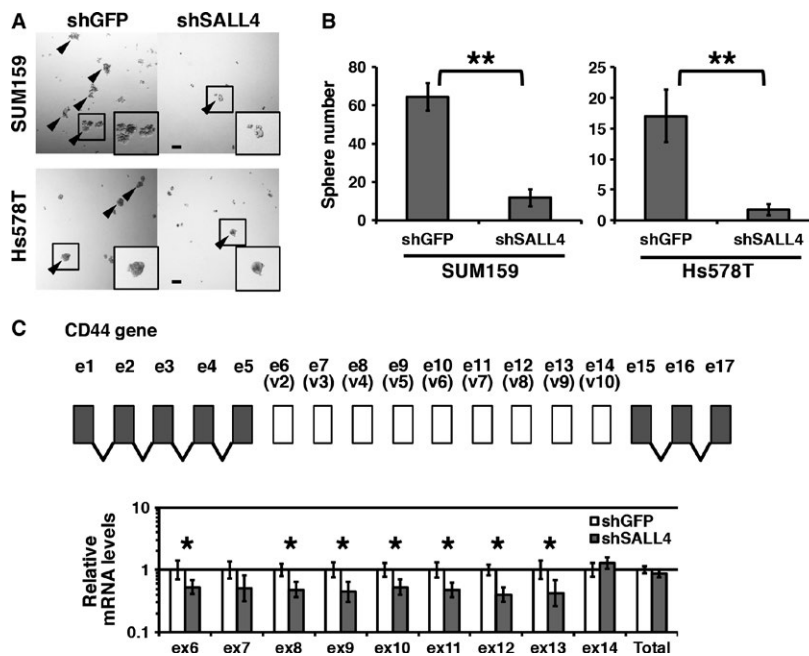 A
shGFP shSALL4
SUM159
Hs578T
B
**
80
60
40
20
0
Sphere number
shGFP shSALL4
SUM159
**
25
20
15
10
5
0
shGFP shSALL4
Hs578T
C CD44 gene
e1 e2 e3 e4 e5 e6 e7 e8 e9 e10 e11 e12 e13 e14 e15 e16 e17
(v2) (v3) (v4) (v5) (v6) (v7) (v8) (v9) (v10)
Relative
mRNA levels
10
1
0.1
* * * * * * *
shGFP
shSALL4
ex6 ex7 ex8 ex9 ex10 ex11 ex12 ex13 ex14 Total